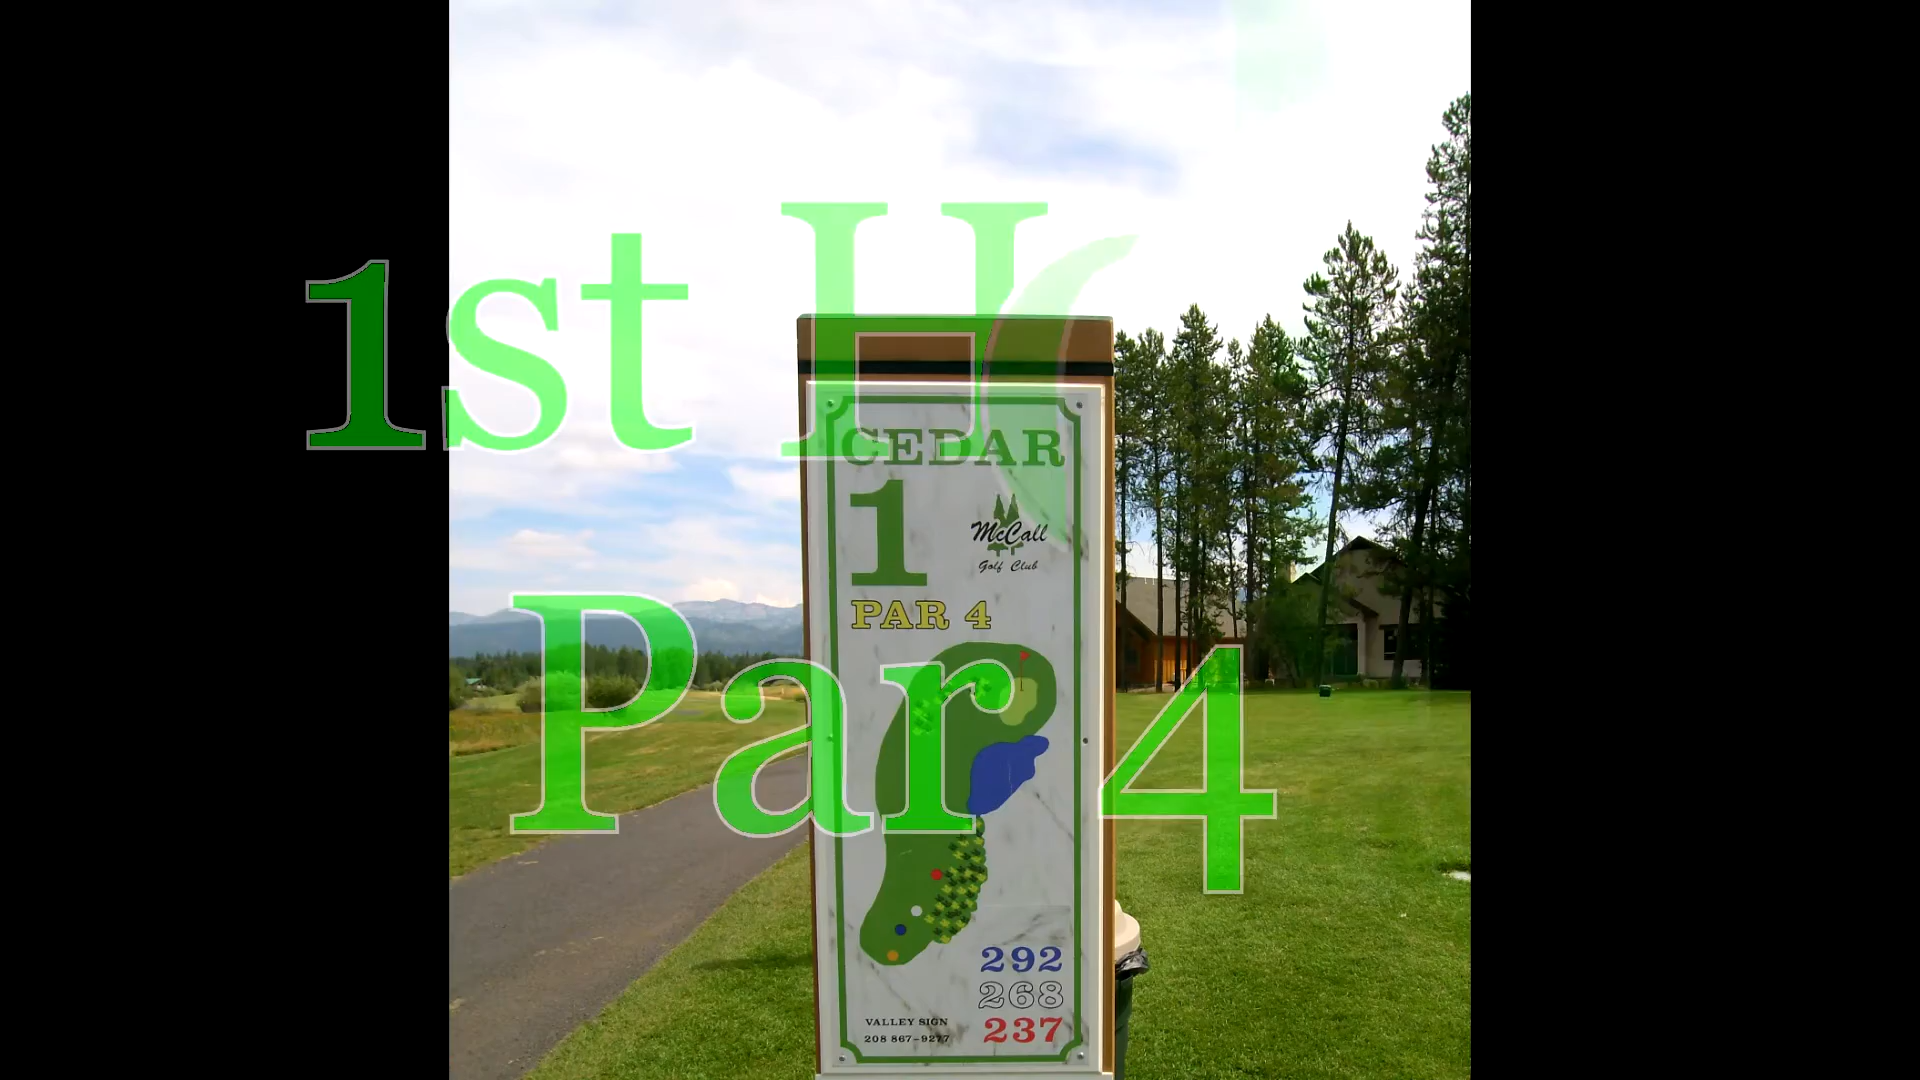 1st H
CEDAR
1
McCall
Golf Club
PAR 4
Par 4
292
268
237
VALLEY SIGN
208 867-9277